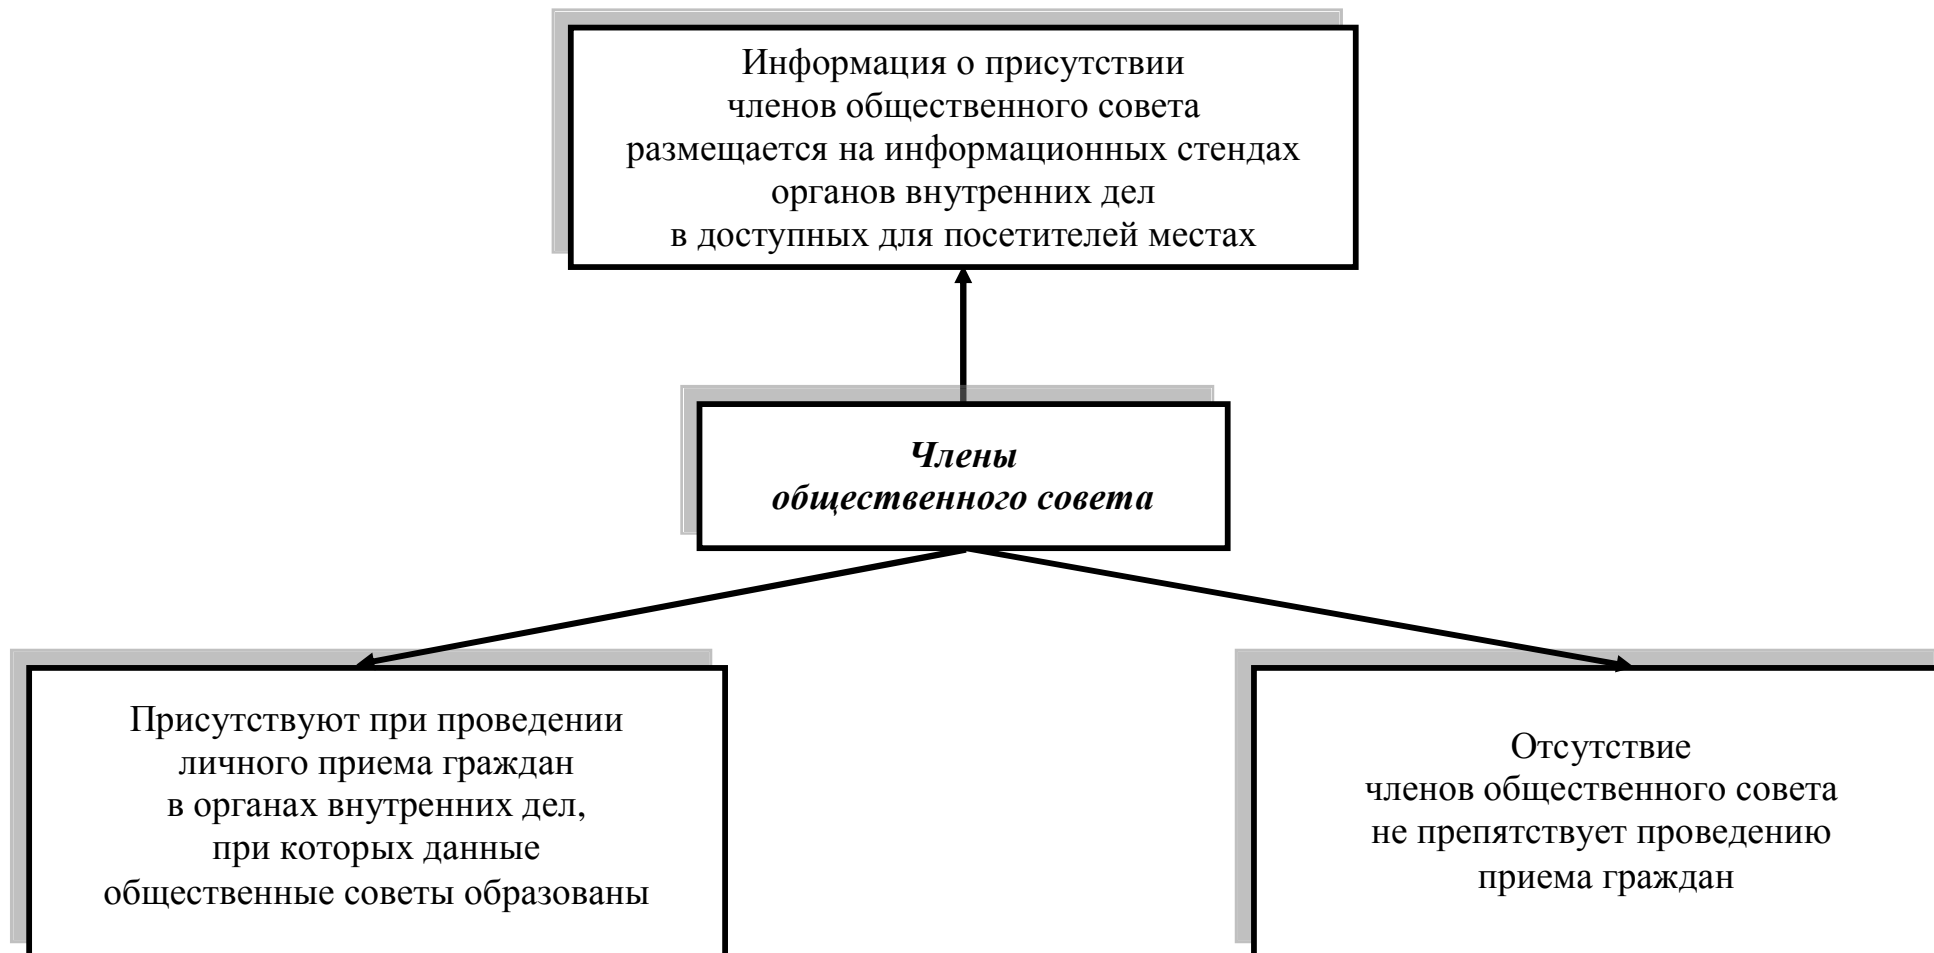 Информация о присутствии
членов общественного совета
размещается на информационных стендах
органов внутренних дел
в доступных для посетителей местах
Члены
общественного совета
Присутствуют при проведении
личного приема граждан
в органах внутренних дел,
при которых данные
общественные советы образованы
Отсутствие
членов общественного совета
не препятствует проведению
приема граждан